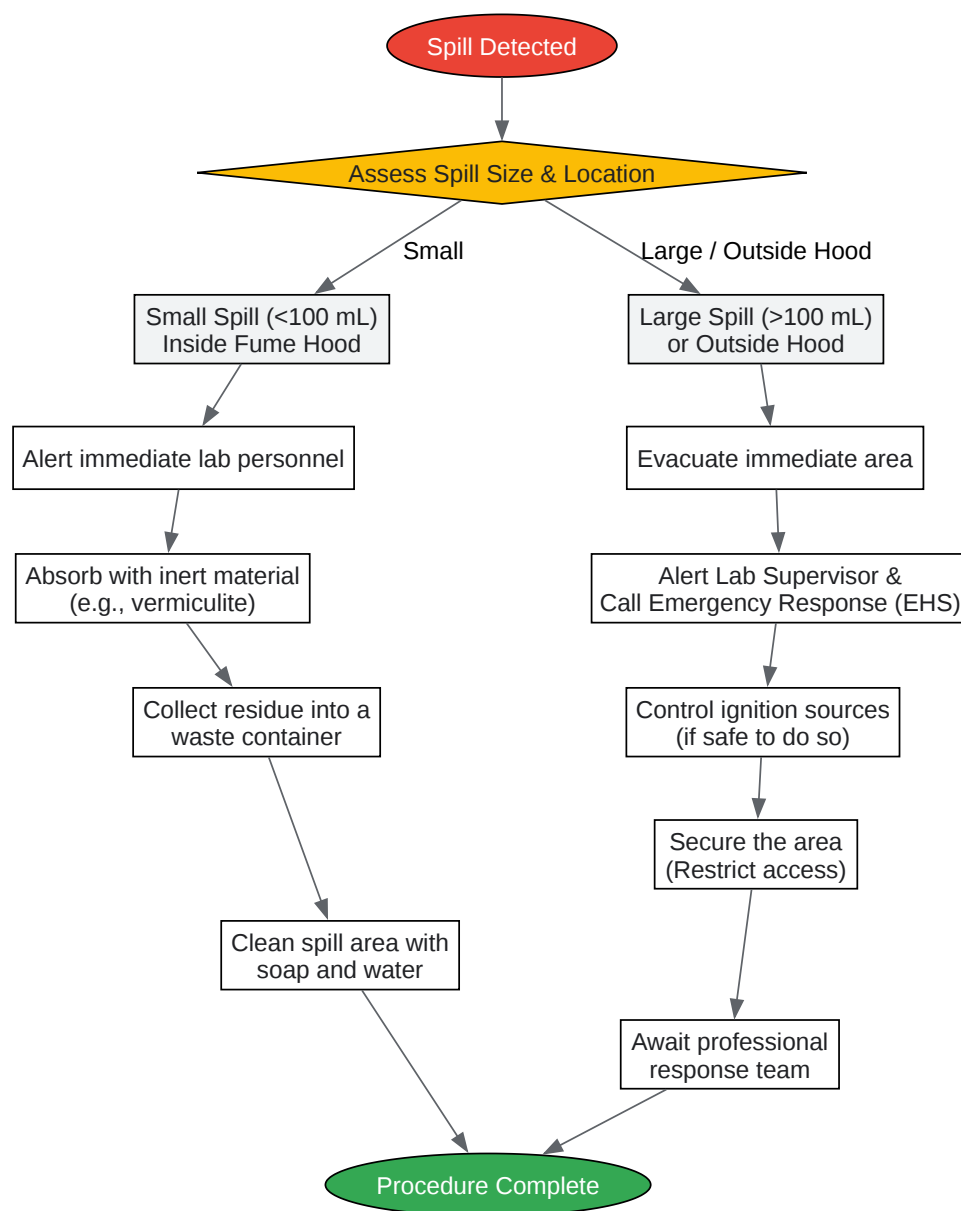 Spill Detected
Assess Spill Size & Location
Small
Large / Outside Hood
Small Spill (<100 mL)
Inside Fume Hood
Large Spill (>100 mL)
or Outside Hood
Alert immediate lab personnel
Evacuate immediate area
Absorb with inert material
(e.g., vermiculite)
Alert Lab Supervisor &
Call Emergency Response (EHS)
Collect residue into a
waste container
Control ignition sources
(if safe to do so)
Secure the area
(Restrict access)
Clean spill area with
soap and water
Await professional
response team
Procedure Complete